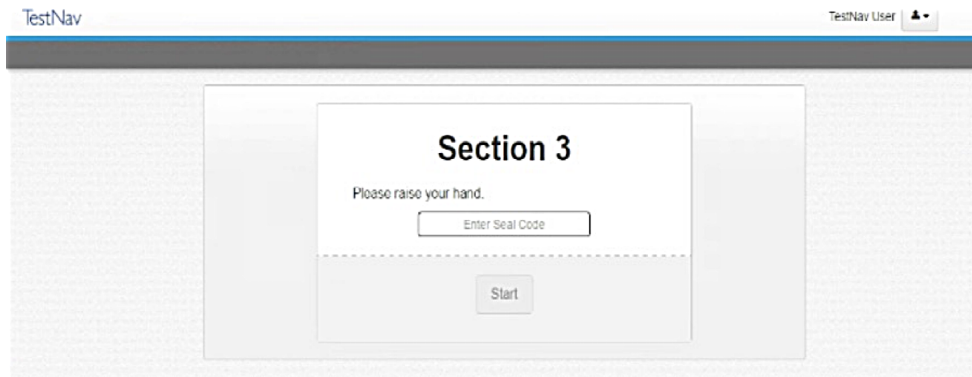 TestNav
TestNav User
Section 3
Please raise your hand.
Enter Seal Code
Start